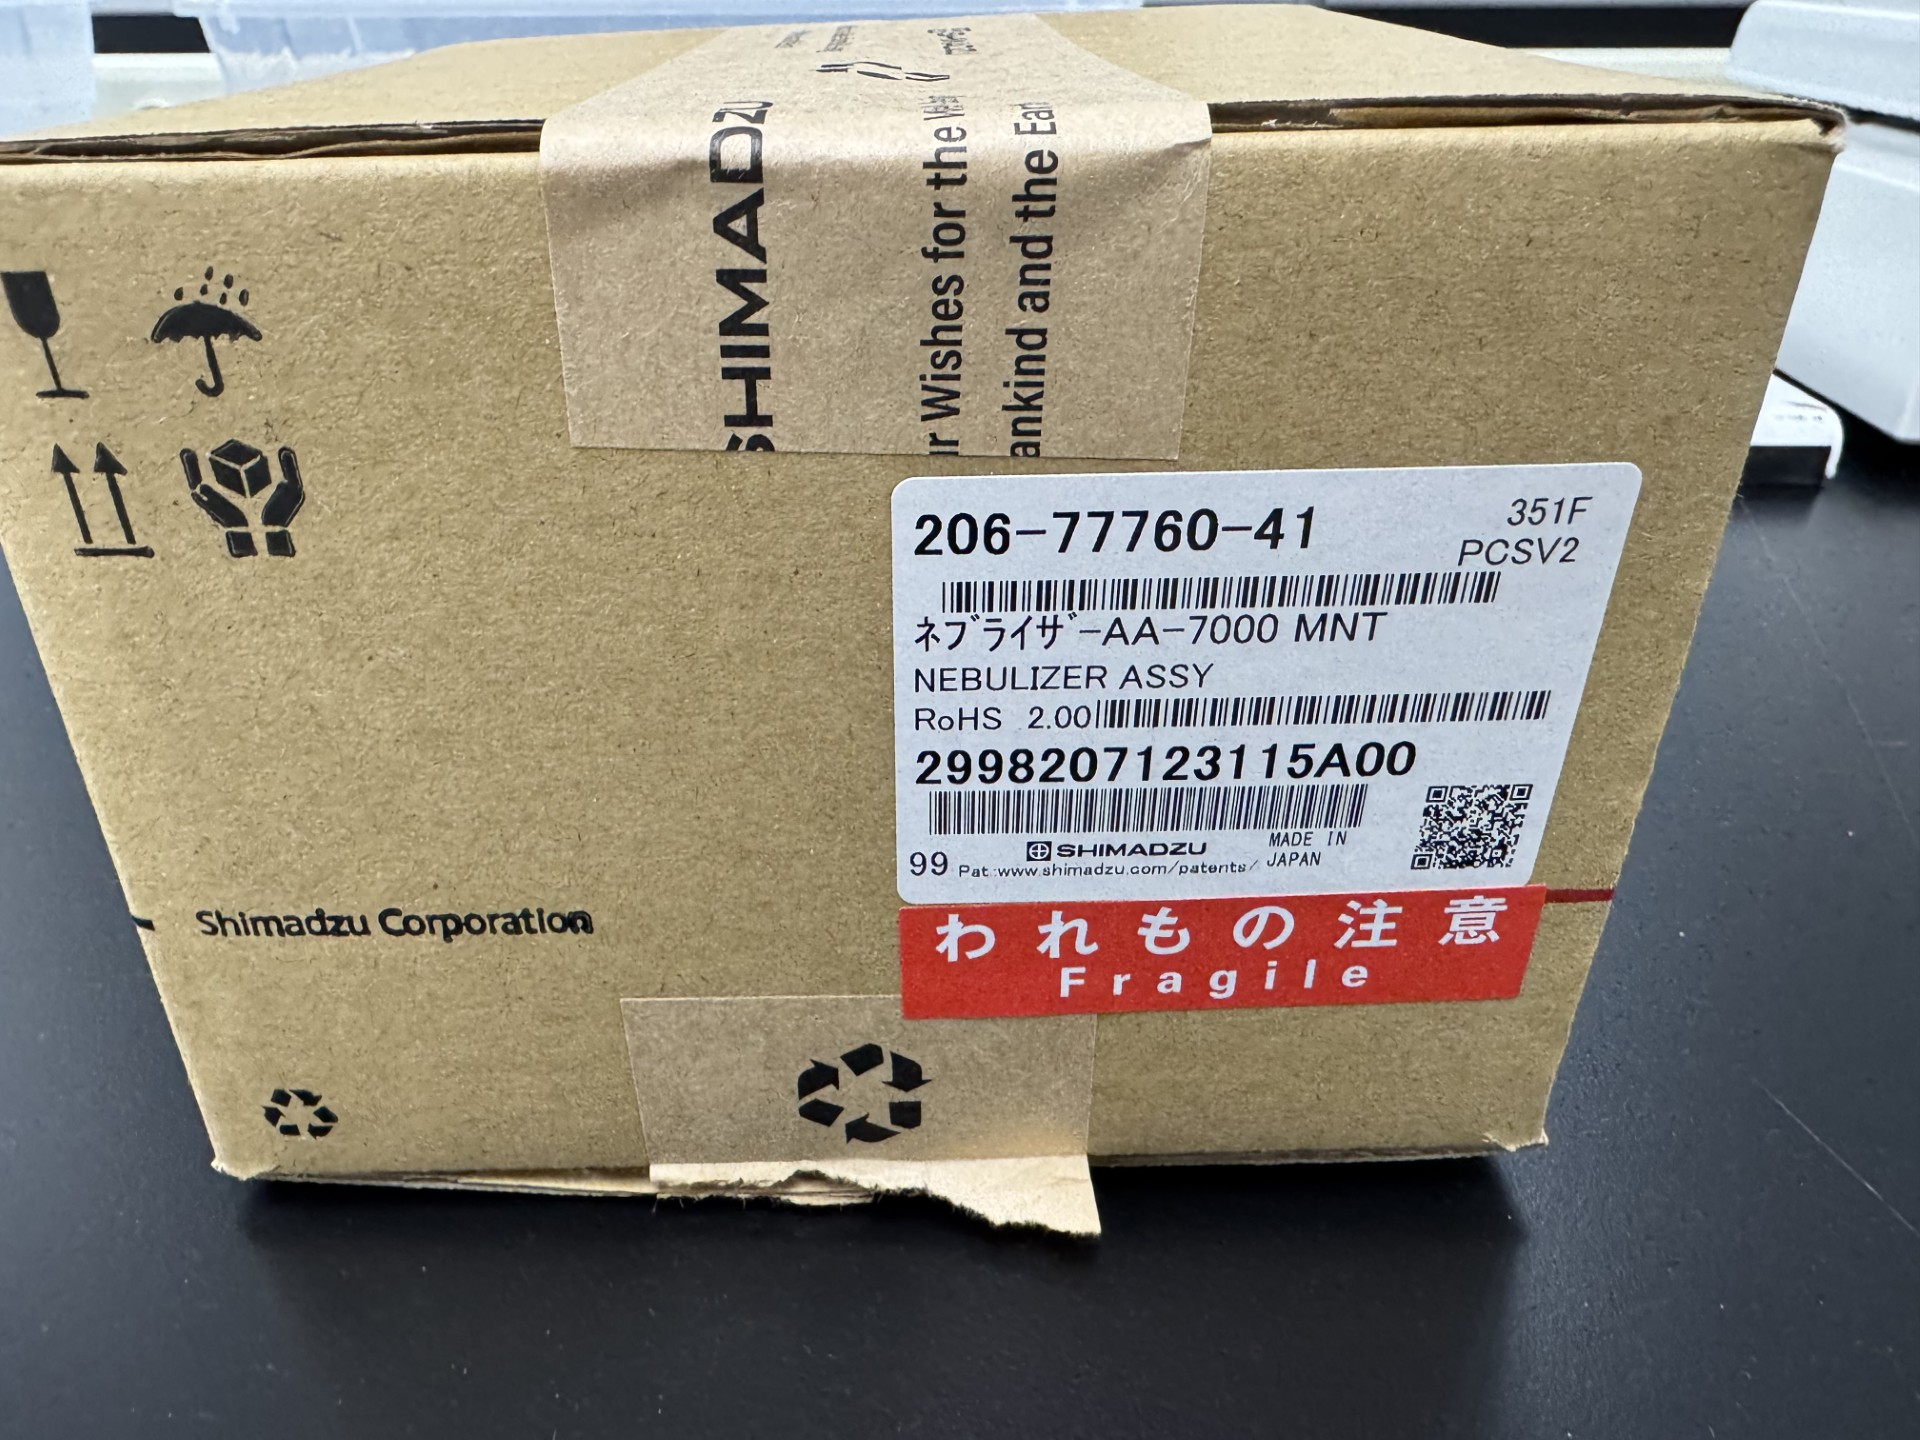 SHIMADZU
r Wishes for the
ankind and the Ear
206-77760-41
351F
PCSV2
ネブライザ-AA-7000 MNT
NEBULIZER ASSY
RoHS 2.00
2998207123115A00
99
SHIMADZU
Pat.:www.shimadzu.com/patents/
MADE IN
JAPAN
われもの注意
Fragile
Shimadzu Corporation